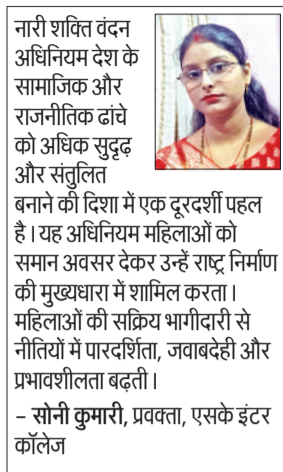 नारी शक्ति वंदन
अधिनियम देश के
सामाजिक और
राजनीतिक ढांचे
को अधिक सुदृढ़
और संतुलित
बनाने की दिशा में एक दूरदर्शी पहल
है। यह अधिनियम महिलाओं को
समान अवसर देकर उन्हें राष्ट्र निर्माण
की मुख्यधारा में शामिल करता।
महिलाओं की सक्रिय भागीदारी से
नीतियों में पारदर्शिता, जवाबदेही और
प्रभावशीलता बढ़ती।
– सोनी कुमारी, प्रवक्ता, एसके इंटर
कॉलेज